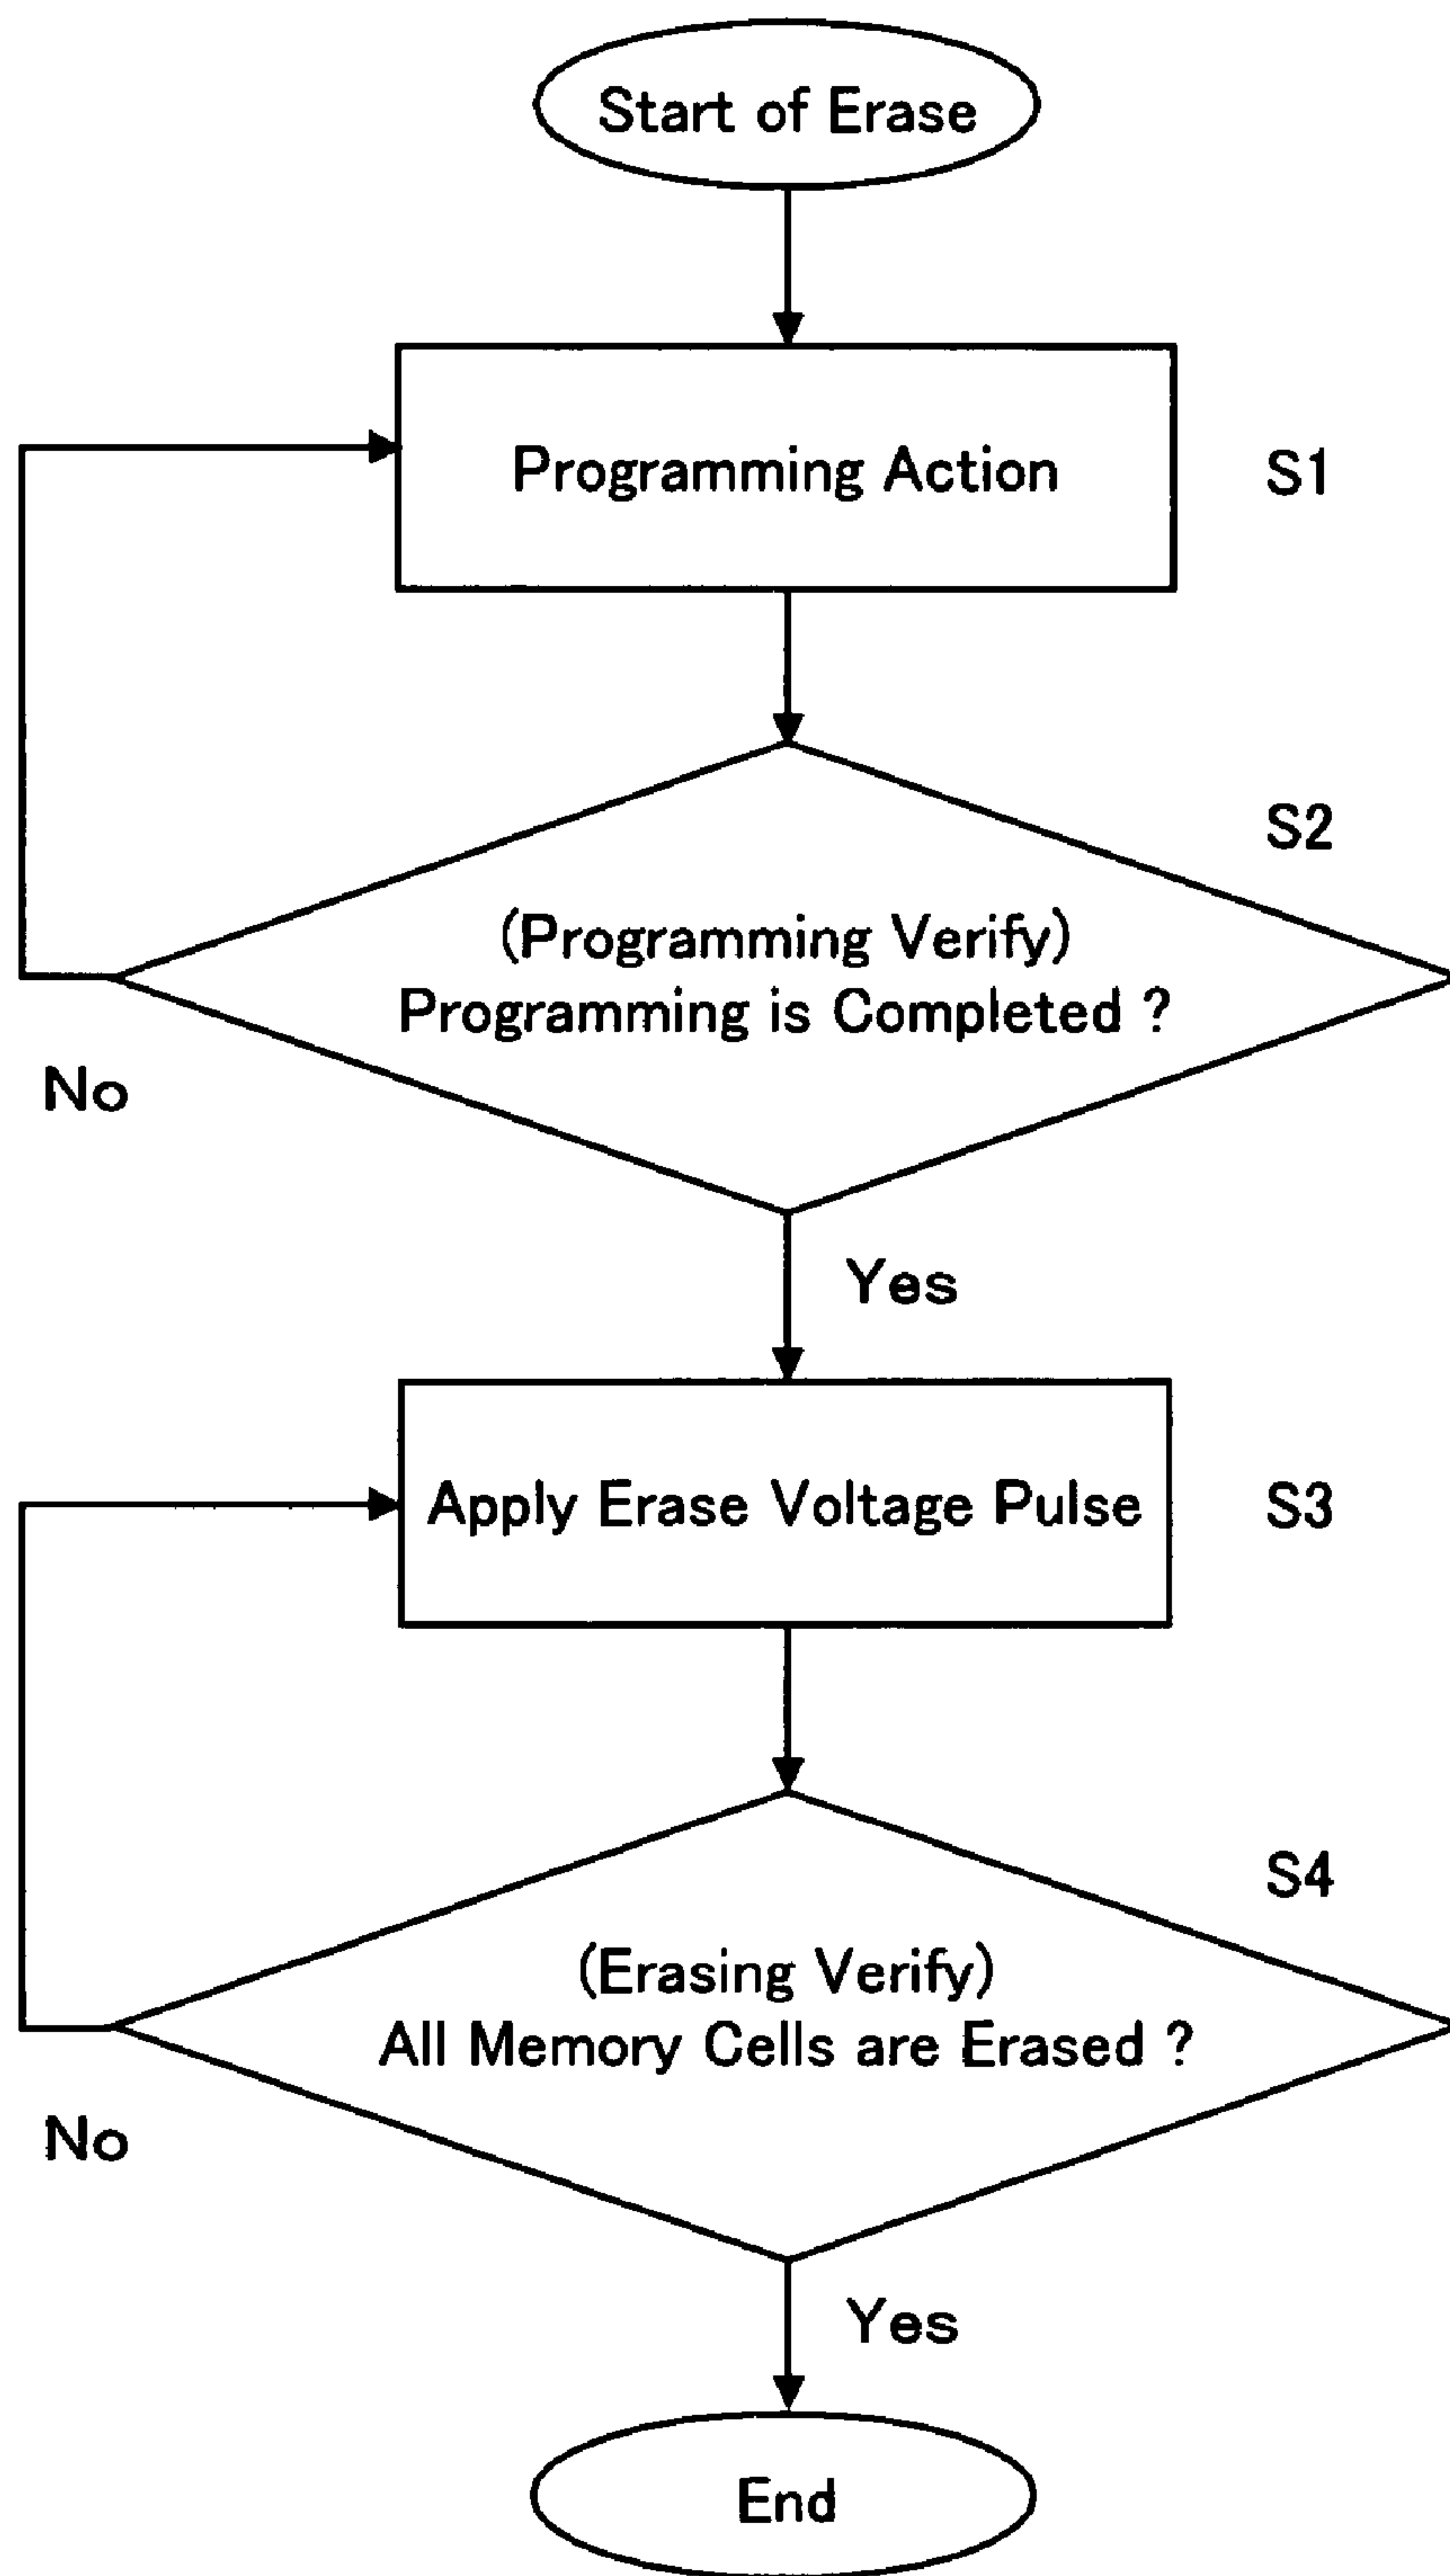 Start of Erase
Programming Action
S1
S2
(Programming Verify)
Programming is Completed ?
No
Yes
Apply Erase Voltage Pulse
S3
S4
(Erasing Verify)
All Memory Cells are Erased ?
No
Yes
End